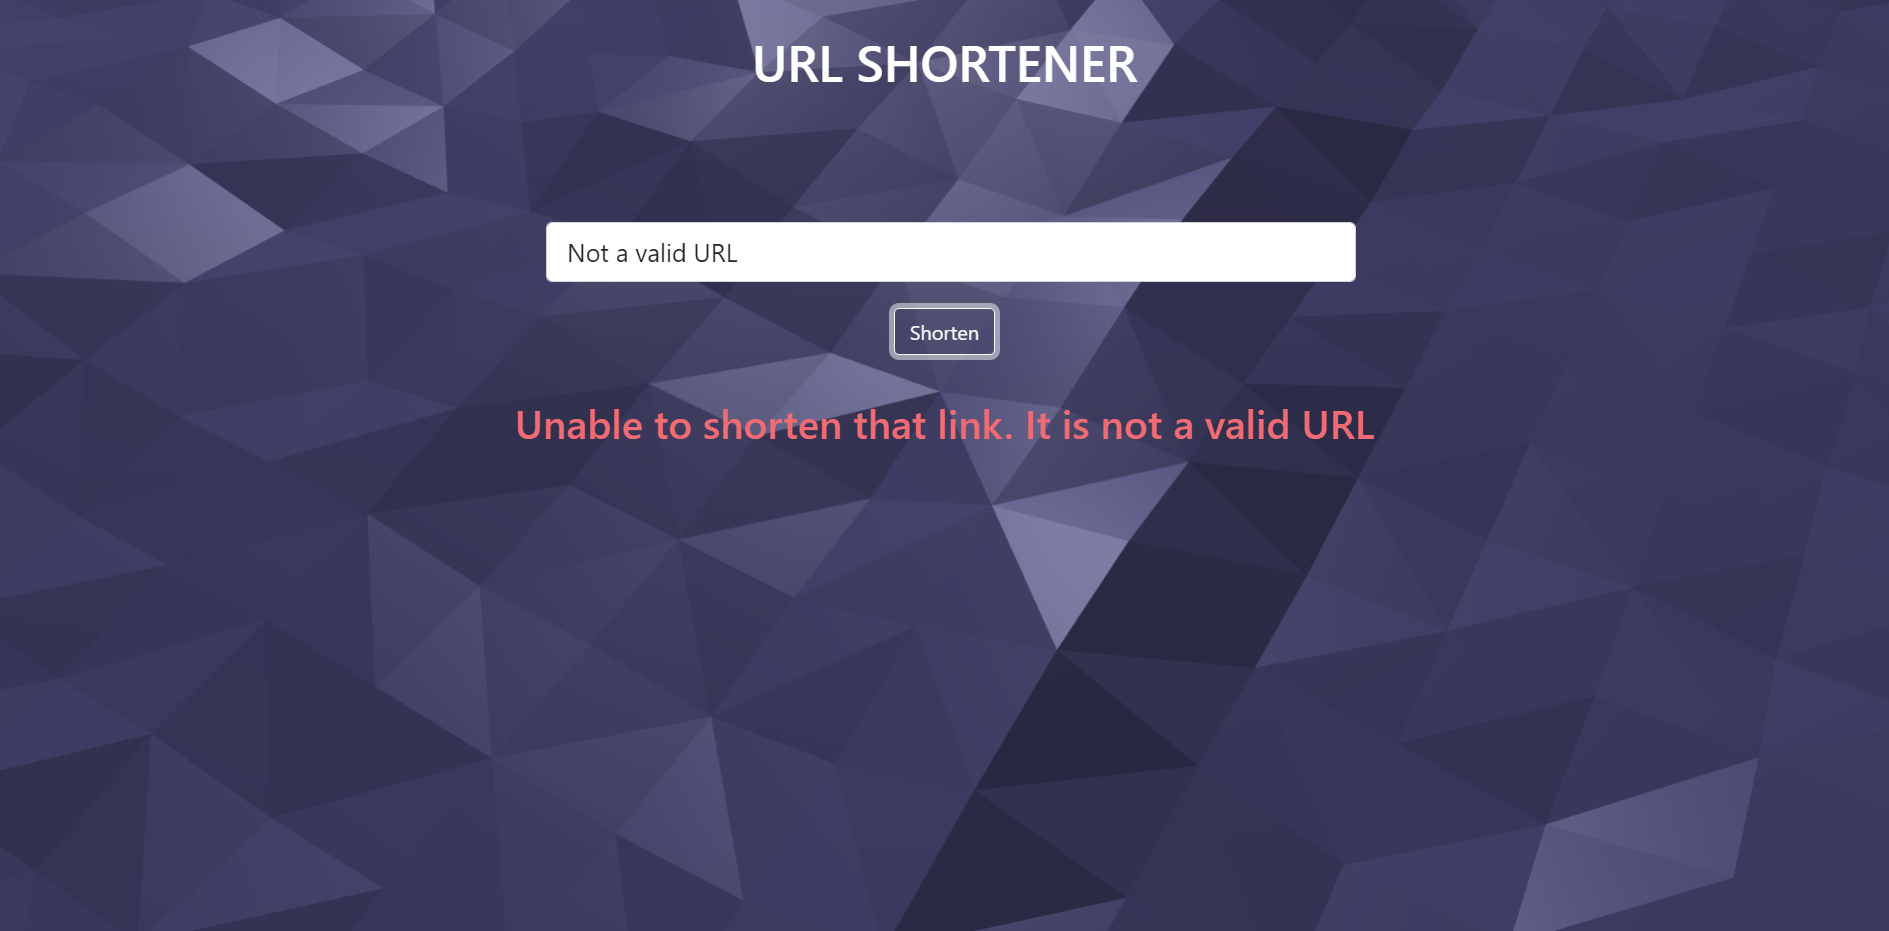 URL SHORTENER
Not a valid URL
Shorten
Unable to shorten that link. It is not a valid URL